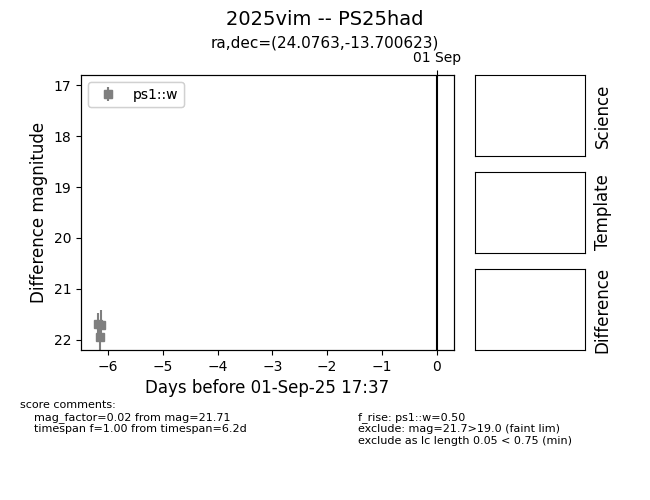 2025vim -- PS25had
ra,dec=(24.0763,-13.700623)
01 Sep
ps1::w
17
18
19
20
21
22
Difference magnitude
−6
−5
−4
−3
−2
−1
0
Days before 01-Sep-25 17:37
Science
Template
Difference
score comments:
mag_factor=0.02 from mag=21.71
timespan f=1.00 from timespan=6.2d
f_rise: ps1::w=0.50
exclude: mag=21.7>19.0 (faint lim)
exclude as lc length 0.05 < 0.75 (min)